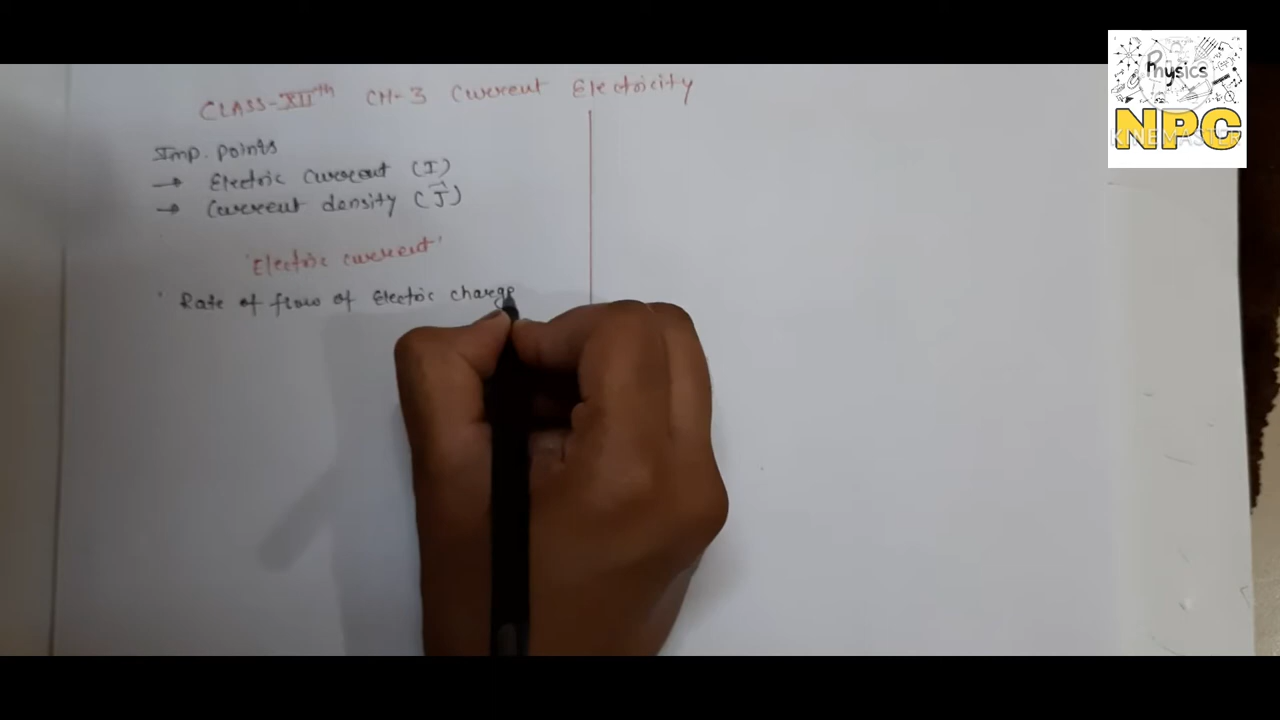 CLASS-XIIth CH-3 Current Electricity
Imp. points
→ Electric current (I)
→ Current density (J⃗)
'Electric current'
' Rate of flow of Electric charge
Physics
NPC
KINEMASTER